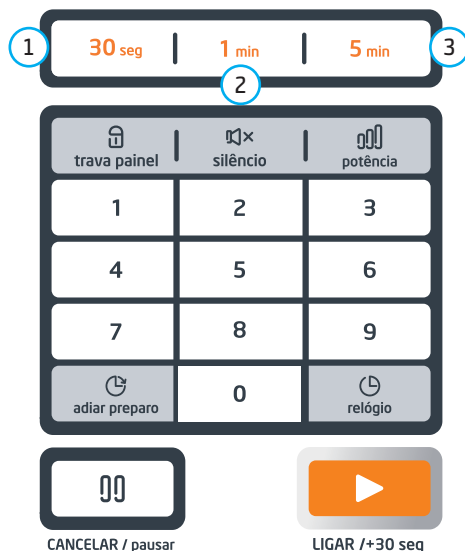 1 30 seg 1 min 5 min 3
2
trava painel silêncio potência
1 2 3
4 5 6
7 8 9
adiar preparo 0 relógio
CANCELAR / pausar LIGAR /+30 seg